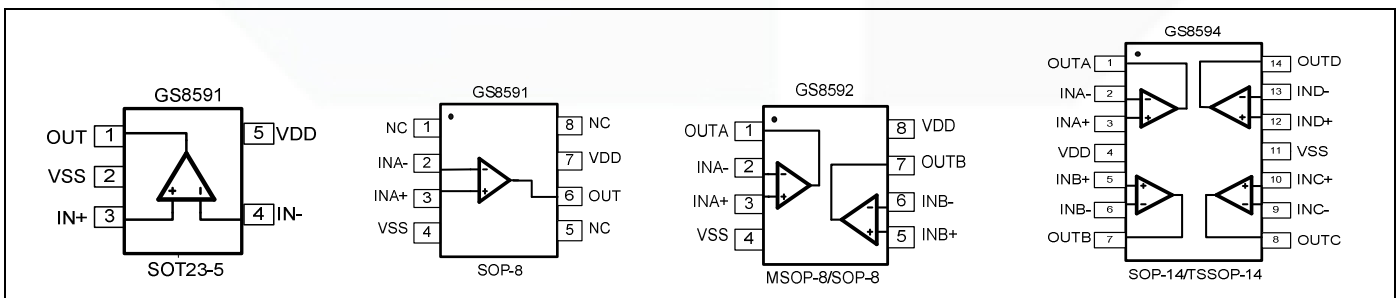 GS8591
OUT 1 5 VDD
VSS 2
IN+ 3 4 IN-
+ -
SOT23-5
GS8591
NC 1 8 NC
INA- 2 - 7 VDD
INA+ 3 + 6 OUT
VSS 4 5 NC
SOP-8
GS8592
OUTA 1 8 VDD
INA- 2 - 7 OUTB
INA+ 3 + - 6 INB-
VSS 4 + 5 INB+
MSOP-8/SOP-8
GS8594
OUTA 1 14 OUTD
INA- 2 - - 13 IND-
INA+ 3 + + 12 IND+
VDD 4 11 VSS
INB+ 5 + + 10 INC+
INB- 6 - - 9 INC-
OUTB 7 8 OUTC
SOP-14/TSSOP-14